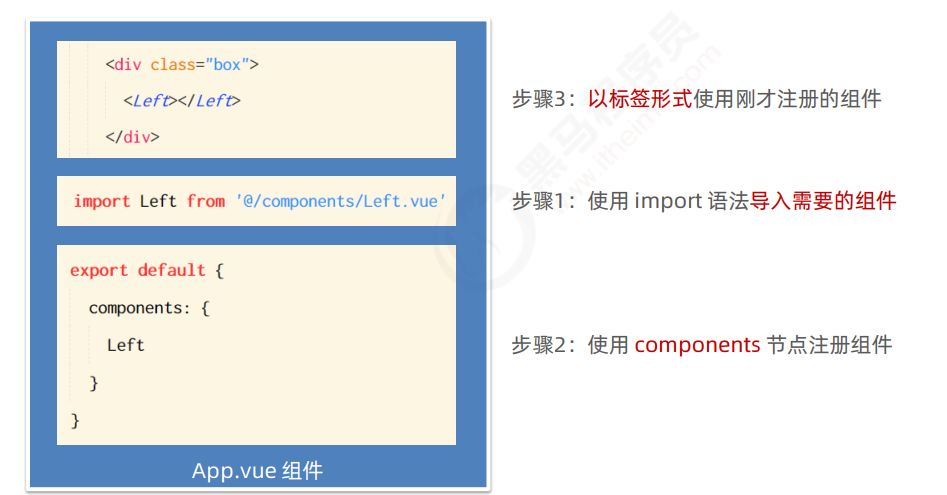 <div class="box">
<Left></Left>
</div>
步骤3：以标签形式使用刚才注册的组件
import Left from '@/components/Left.vue'
步骤1：使用 import 语法导入需要的组件
export default {
components: {
Left
}
}
步骤2：使用 components 节点注册组件
App.vue 组件
黑马程序员
www.itheima.com